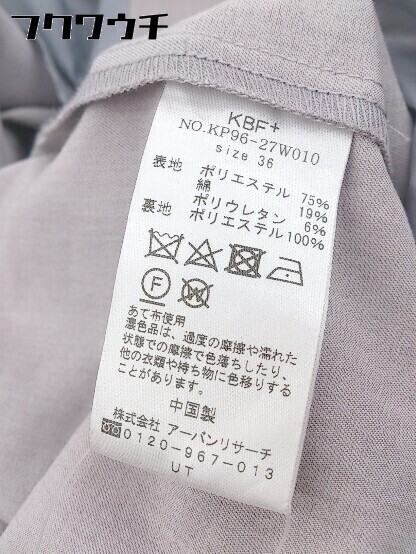 フクワウチ
KBF+
NO.KP96-27W010
size 36
表地 ポリエステル 75%
綿 19%
ポリウレタン 6%
裏地 ポリエステル100%
F
W
あて布使用
濃色品は、過度の摩擦や濡れた
状態での摩擦で色落ちしたり、
他の衣類や持ち物に色移りする
ことがあります。
中国製
株式会社 アーバンリサーチ
0120-967-013
UT